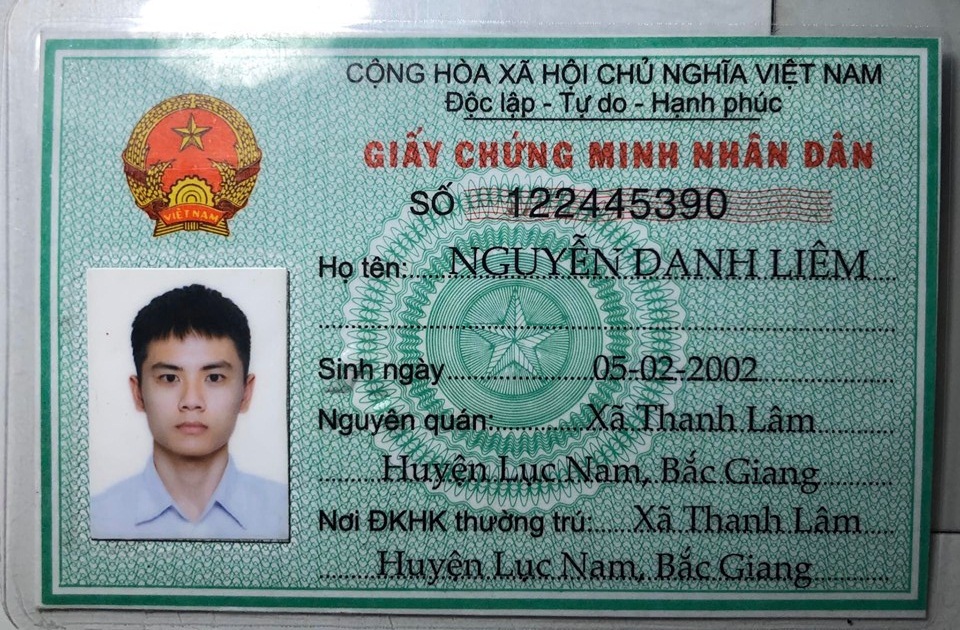 CỘNG HÒA XÃ HỘI CHỦ NGHĨA VIỆT NAM
Độc lập - Tự do - Hạnh phúc
GIẤY CHỨNG MINH NHÂN DÂN
SỐ 122445390
VIỆT NAM
Họ tên: NGUYỄN DANH LIÊM
Sinh ngày 05-02-2002
Nguyên quán: Xã Thanh Lâm
Huyện Lục Nam, Bắc Giang
Nơi ĐKHK thường trú: Xã Thanh Lâm
Huyện Lục Nam, Bắc Giang